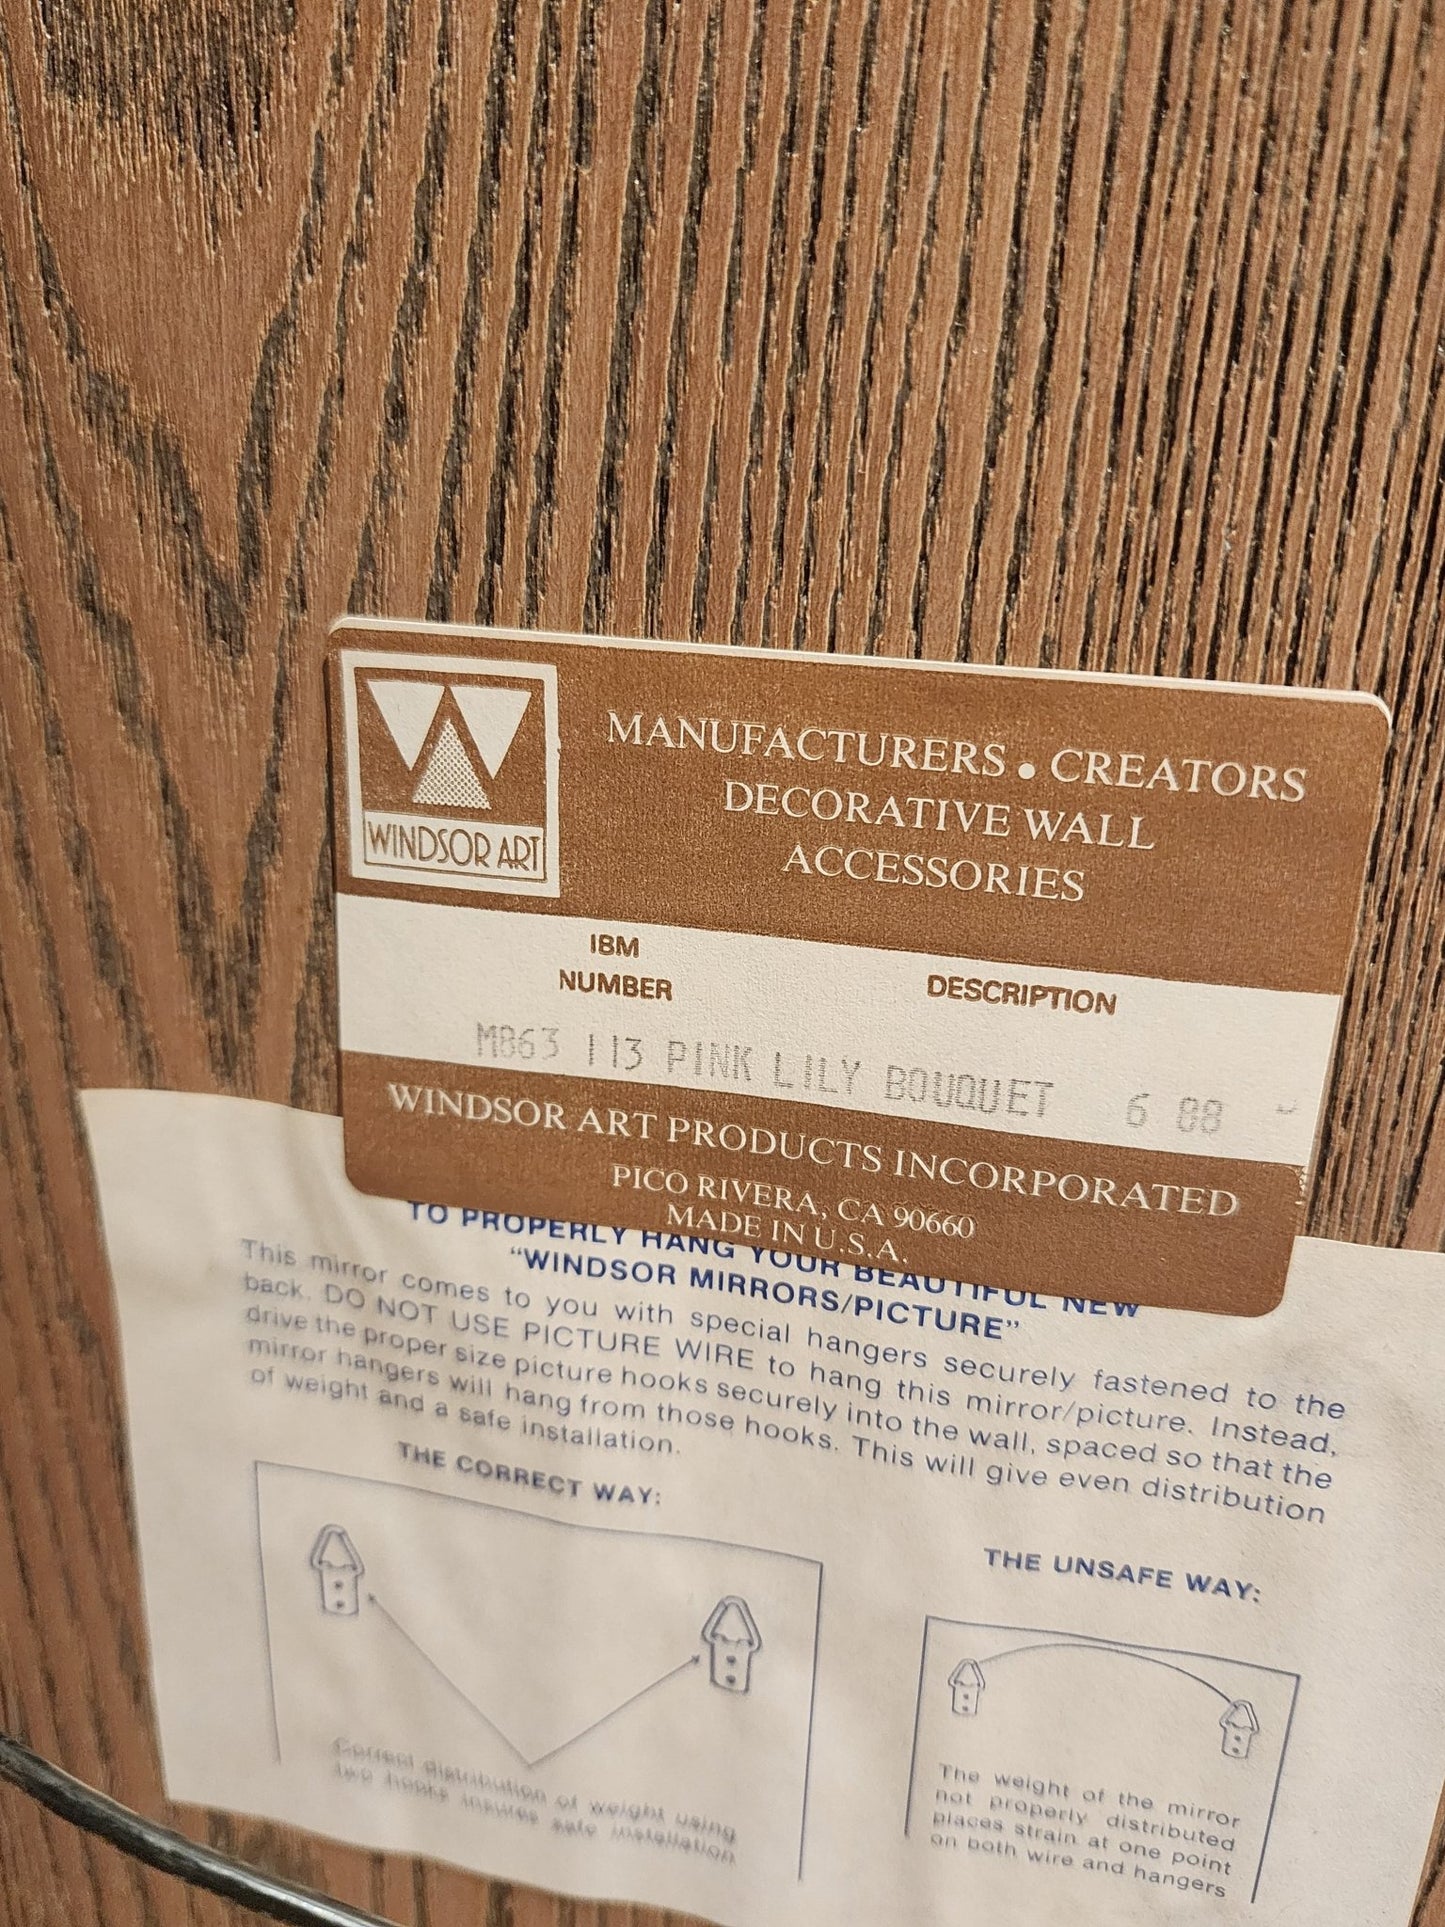 WINDSOR ART
MANUFACTURERS • CREATORS
DECORATIVE WALL
ACCESSORIES
IBM
NUMBER
DESCRIPTION
M863 113 PINK LILY BOUQUET 6 88
WINDSOR ART PRODUCTS INCORPORATED
PICO RIVERA, CA 90660
MADE IN U.S.A.
TO PROPERLY HANG YOUR BEAUTIFUL NEW
“WINDSOR MIRRORS/PICTURE”
This mirror comes to you with special hangers securely fastened to the
back. DO NOT USE PICTURE WIRE to hang this mirror/picture. Instead,
drive the proper size picture hooks securely into the wall, spaced so that the
mirror hangers will hang from those hooks. This will give even distribution
of weight and a safe installation.
THE CORRECT WAY:
Correct distribution of weight using
two hooks insures safe installation
THE UNSAFE WAY:
The weight of the mirror
not properly distributed
places strain at one point
on both wire and hangers